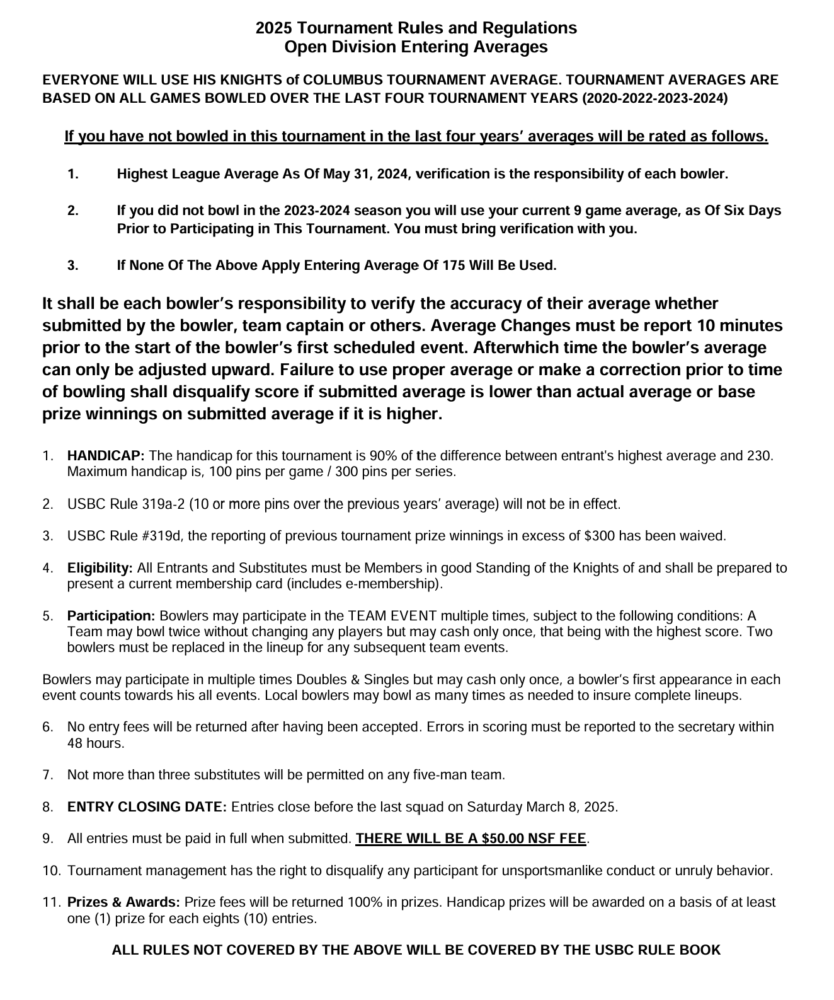 2025 Tournament Rules and Regulations
Open Division Entering Averages
EVERYONE WILL USE HIS KNIGHTS of COLUMBUS TOURNAMENT AVERAGE. TOURNAMENT AVERAGES ARE
BASED ON ALL GAMES BOWLED OVER THE LAST FOUR TOURNAMENT YEARS (2020-2022-2023-2024)
If you have not bowled in this tournament in the last four years’ averages will be rated as follows.
1. Highest League Average As Of May 31, 2024, verification is the responsibility of each bowler.
2. If you did not bowl in the 2023-2024 season you will use your current 9 game average, as Of Six Days
Prior to Participating in This Tournament. You must bring verification with you.
3. If None Of The Above Apply Entering Average Of 175 Will Be Used.
It shall be each bowler’s responsibility to verify the accuracy of their average whether
submitted by the bowler, team captain or others. Average Changes must be report 10 minutes
prior to the start of the bowler’s first scheduled event. Afterwhich time the bowler’s average
can only be adjusted upward. Failure to use proper average or make a correction prior to time
of bowling shall disqualify score if submitted average is lower than actual average or base
prize winnings on submitted average if it is higher.
1. HANDICAP: The handicap for this tournament is 90% of the difference between entrant's highest average and 230.
Maximum handicap is, 100 pins per game / 300 pins per series.
2. USBC Rule 319a-2 (10 or more pins over the previous years’ average) will not be in effect.
3. USBC Rule #319d, the reporting of previous tournament prize winnings in excess of $300 has been waived.
4. Eligibility: All Entrants and Substitutes must be Members in good Standing of the Knights of and shall be prepared to
present a current membership card (includes e-membership).
5. Participation: Bowlers may participate in the TEAM EVENT multiple times, subject to the following conditions: A
Team may bowl twice without changing any players but may cash only once, that being with the highest score. Two
bowlers must be replaced in the lineup for any subsequent team events.
Bowlers may participate in multiple times Doubles & Singles but may cash only once, a bowler’s first appearance in each
event counts towards his all events. Local bowlers may bowl as many times as needed to insure complete lineups.
6. No entry fees will be returned after having been accepted. Errors in scoring must be reported to the secretary within
48 hours.
7. Not more than three substitutes will be permitted on any five-man team.
8. ENTRY CLOSING DATE: Entries close before the last squad on Saturday March 8, 2025.
9. All entries must be paid in full when submitted. THERE WILL BE A $50.00 NSF FEE.
10. Tournament management has the right to disqualify any participant for unsportsmanlike conduct or unruly behavior.
11. Prizes & Awards: Prize fees will be returned 100% in prizes. Handicap prizes will be awarded on a basis of at least
one (1) prize for each eights (10) entries.
ALL RULES NOT COVERED BY THE ABOVE WILL BE COVERED BY THE USBC RULE BOOK